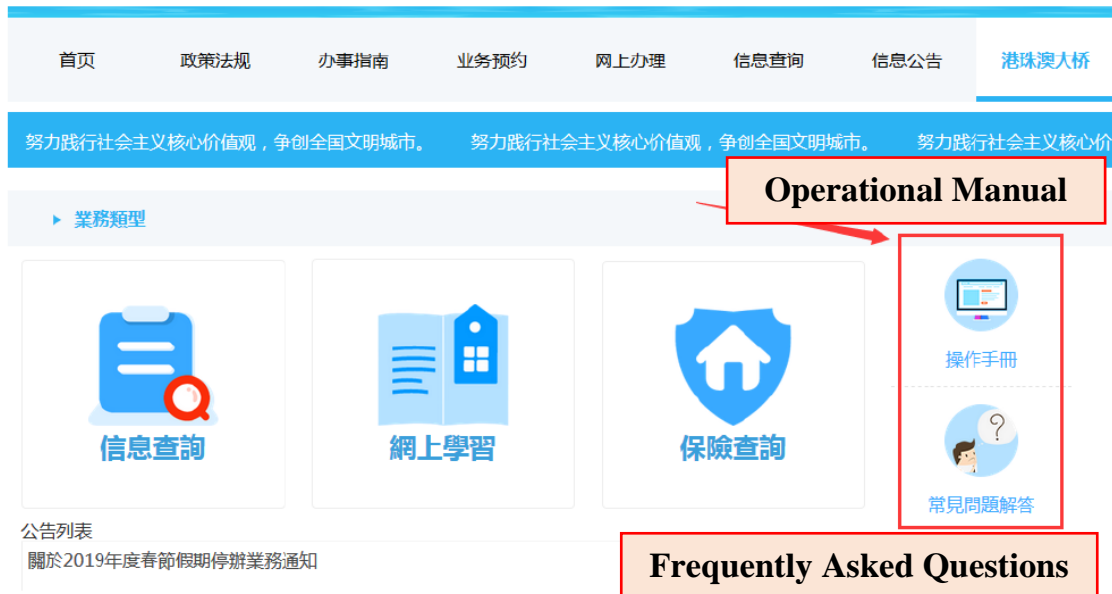 首页 政策法规 办事指南 业务预约 网上办理 信息查询 信息公告 港珠澳大桥
努力践行社会主义核心价值观，争创全国文明城市。 努力践行社会主义核心价值观，争创全国文明城市。 努力践行社会主义核心价
Operational Manual
業務類型
操作手冊
信息查詢 網上學習 保險查詢
?
常見問題解答
公告列表
關於2019年度春節假期停辦業務通知
Frequently Asked Questions